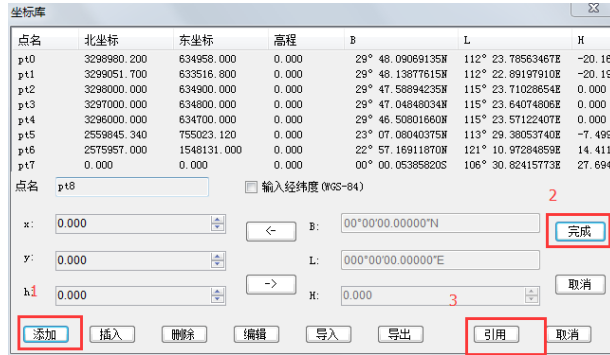 坐标库
点名 北坐标 东坐标 高程 B L H
pt0 3298980.200 634958.000 0.000 29° 48.09069135N 112° 23.78563467E -20.16
pt1 3299051.700 633516.800 0.000 29° 48.13877615N 112° 22.89197910E -20.19
pt2 3298000.000 634900.000 0.000 29° 47.58894235N 115° 23.71028654E 0.000
pt3 3297000.000 634800.000 0.000 29° 47.04848034N 115° 23.64074806E 0.000
pt4 3296000.000 634700.000 0.000 29° 46.50801660N 115° 23.57122407E 0.000
pt5 2559845.340 755023.120 0.000 23° 07.08040375N 113° 29.38053740E -7.499
pt6 2575957.000 1548131.000 0.000 22° 57.16911870N 121° 10.97284859E 14.411
pt7 0.000 0.000 0.000 00° 00.05385820S 106° 30.82415773E 27.694
点名 pt8 输入经纬度(WGS-84)
2
x: 0.000 <- B: 00°00'00.00000"N 完成
y: 0.000 L: 000°00'00.00000"E
h: 0.000 -> H: 0.000 取消
1 3
添加 插入 删除 编辑 导入 导出 引用 取消